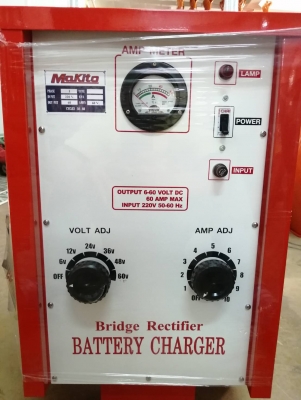 AMP METER
Makita
LAMP
POWER
INPUT
OUTPUT 6-60 VOLT DC
60 AMP MAX
INPUT 220V 50-60 Hz
VOLT ADJ
OFF 6v 12v 24v 36v 48v 60v
AMP ADJ
OFF 1 2 3 4 5 6 7 8 9 10
Bridge Rectifier
BATTERY CHARGER